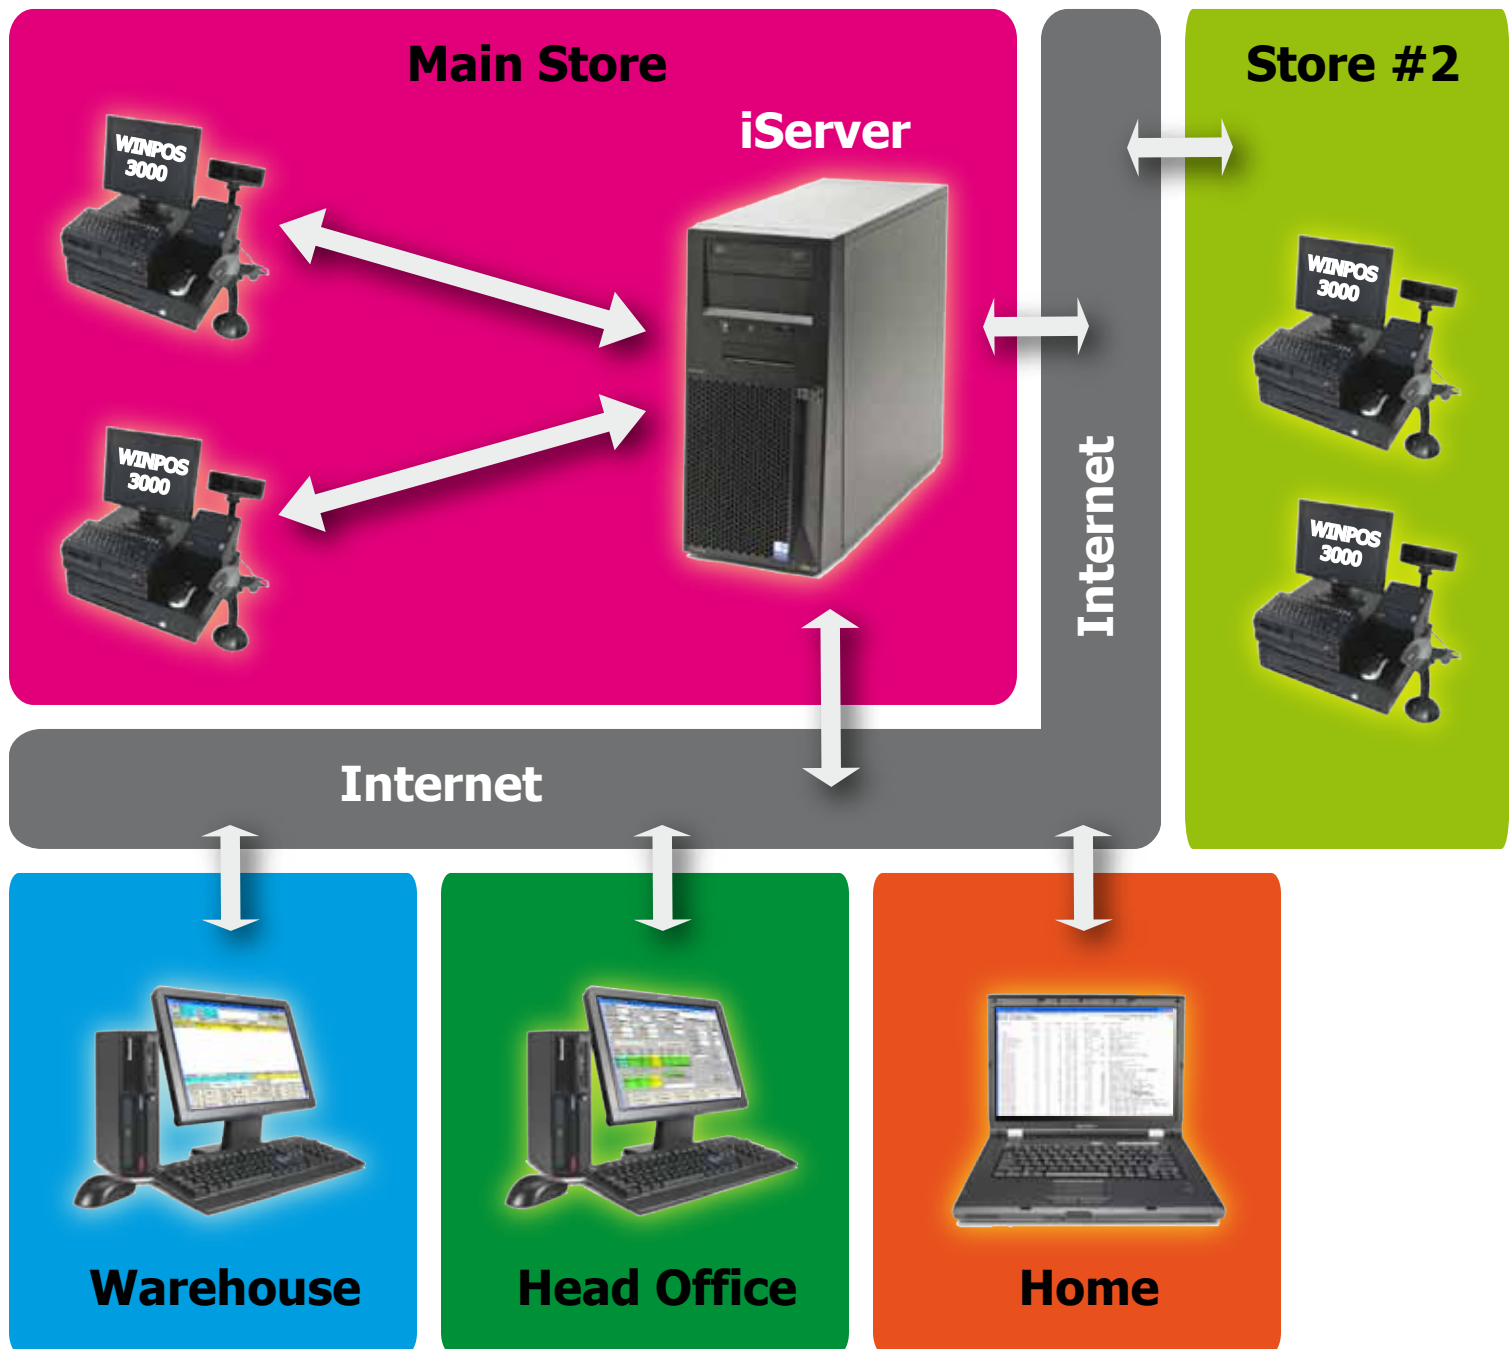 Main Store
Store #2
iServer
WINPOS
3000
WINPOS
3000
WINPOS
3000
WINPOS
3000
Internet
Internet
Warehouse
Head Office
Home